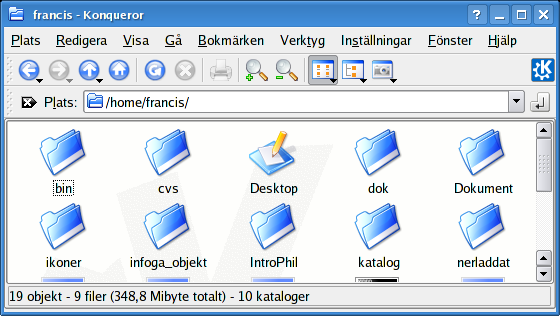 francis - Konqueror
Plats Redigera Visa Gå Bokmärken Verktyg Inställningar Fönster Hjälp
Plats: /home/francis/
bin cvs Desktop dok Dokument
ikoner infoga_objekt IntroPhil katalog nerladdat
19 objekt - 9 filer (348,8 Mibyte totalt) - 10 kataloger